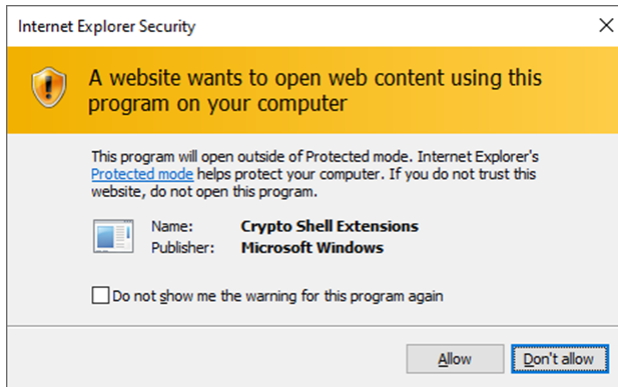 Internet Explorer Security
A website wants to open web content using this
program on your computer
This program will open outside of Protected mode. Internet Explorer's
Protected mode helps protect your computer. If you do not trust this
website, do not open this program.
Name: Crypto Shell Extensions
Publisher: Microsoft Windows
Do not show me the warning for this program again
Allow Don't allow